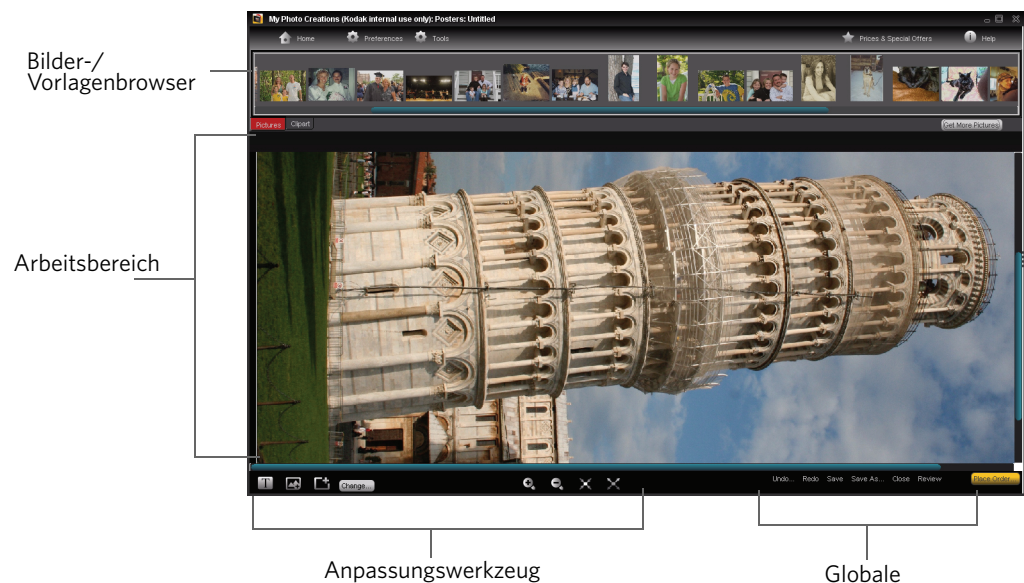 My Photo Creations (Kodak internal use only): Posters: Untitled
Home Preferences Tools Prices & Special Offers Help
Bilder-/
Vorlagenbrowser
Pictures Clipart Get More Pictures
Arbeitsbereich
T Change... Undo... Redo Save Save As... Close Review Place Order...
Anpassungswerkzeug
Globale